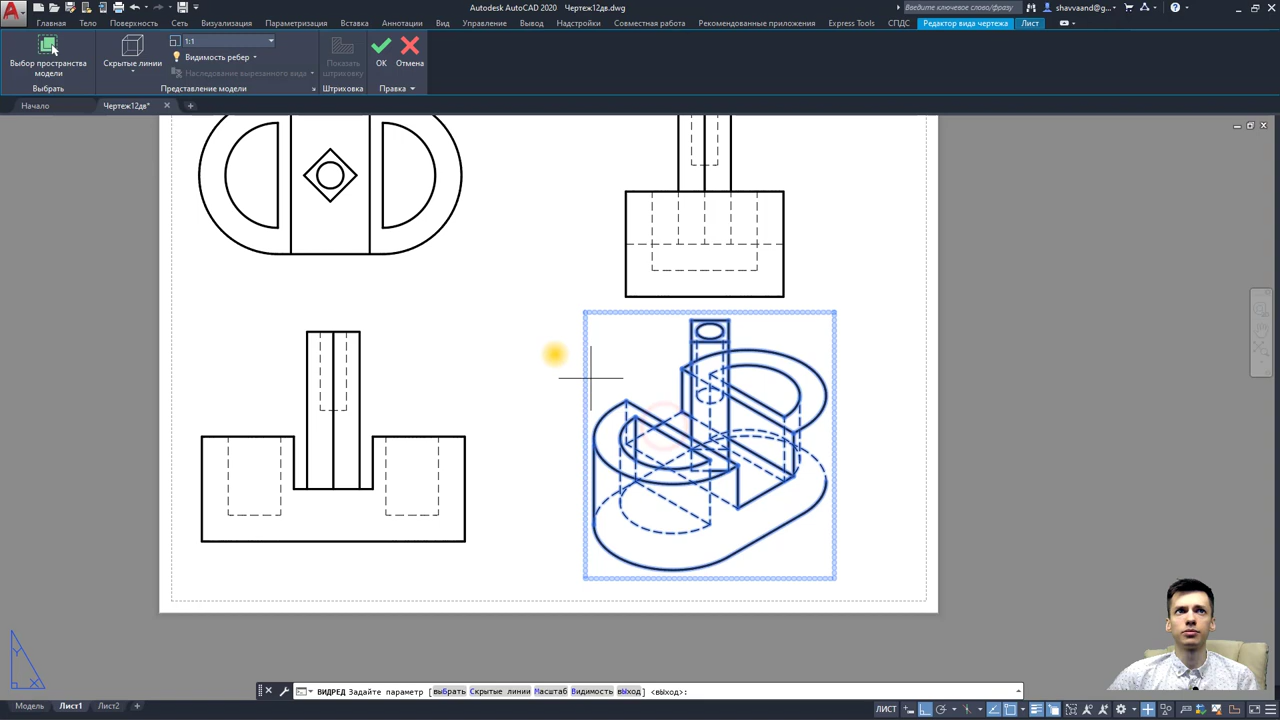 Autodesk AutoCAD 2020 Чертеж12дв.dwg
Введите ключевое слово/фразу
shavvaand@g...
Главная Тело Поверхность Сеть Визуализация Параметризация Вставка Аннотации Вид Управление Вывод Надстройки Совместная работа Рекомендованные приложения Express Tools СПДС Редактор вида чертежа Лист
1:1
Видимость ребер
Наследование вырезанного вида
Выбор пространства модели
Скрытые линии
Показать штриховку
ОК
Отмена
Выбрать
Представление модели
Штриховка
Правка
Начало
Чертеж12дв*
Y
X
ВИДРЕД Задайте параметр [выБрать Скрытые линии Масштаб Видимость вЫход] <вЫход>:
Модель Лист1 Лист2 +
ЛИСТ